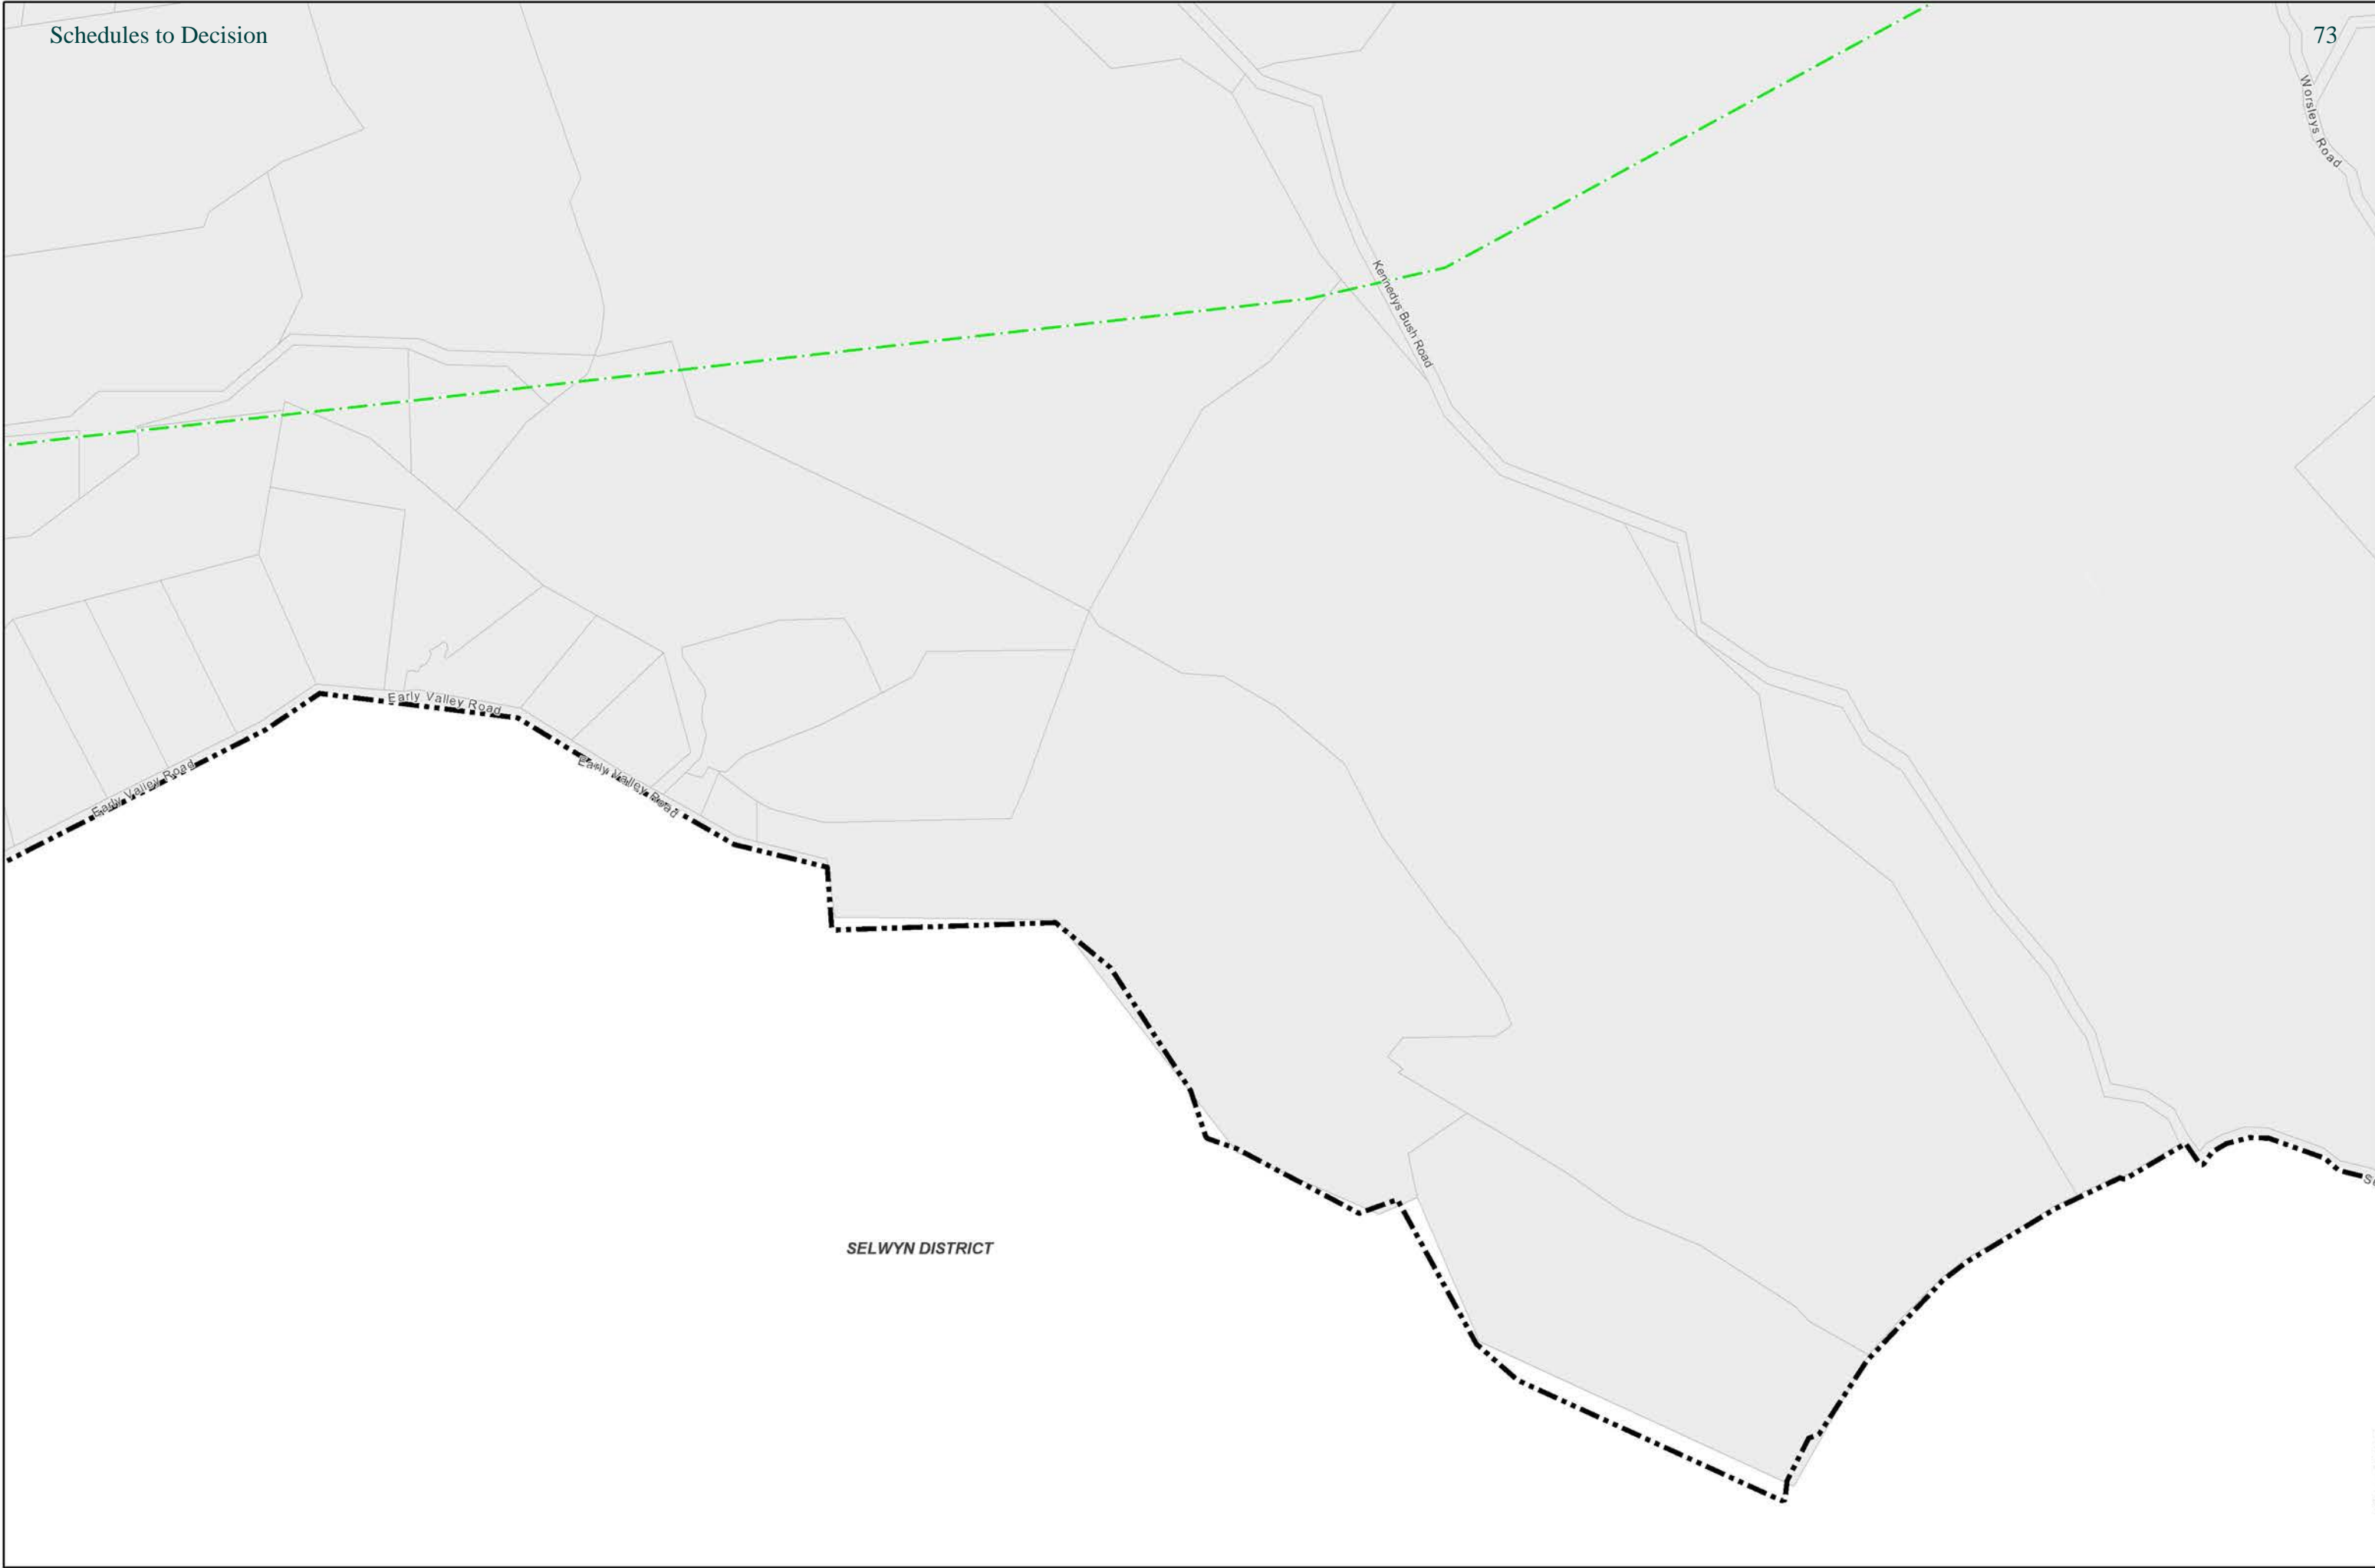 Schedules to Decision
73
Worsleys Road
Kennedys Bush Road
Early Valley Road
Early Valley Road
Early Valley Road
SELWYN DISTRICT